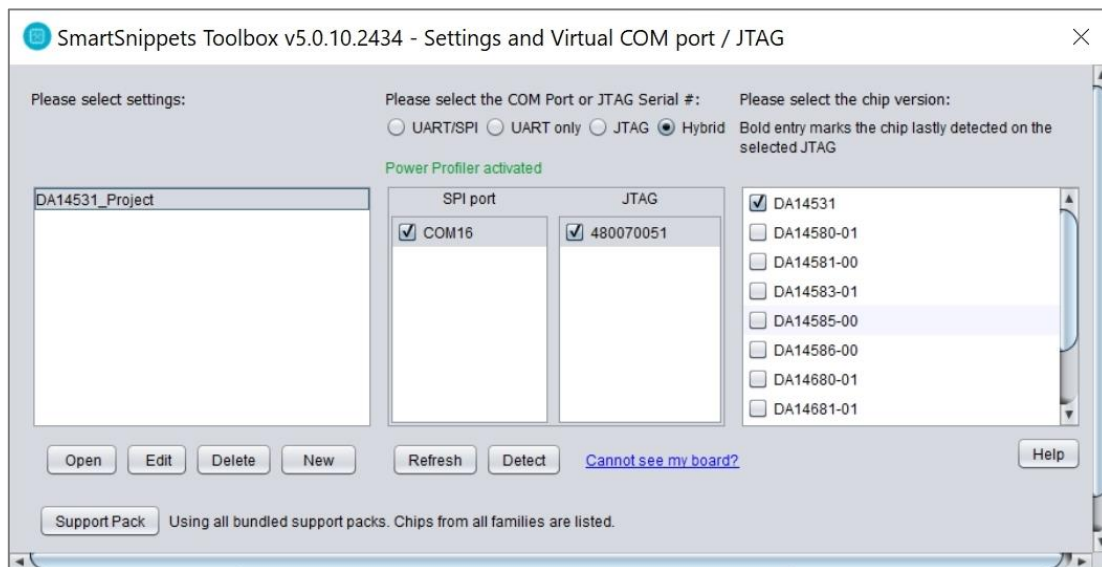 SmartSnippets Toolbox v5.0.10.2434 - Settings and Virtual COM port / JTAG
Please select settings:
DA14531_Project
Open Edit Delete New
Please select the COM Port or JTAG Serial #:
UART/SPI UART only JTAG Hybrid
Power Profiler activated
SPI port JTAG
COM16 480070051
Refresh Detect Cannot see my board?
Please select the chip version:
Bold entry marks the chip lastly detected on the
selected JTAG
DA14531
DA14580-01
DA14581-00
DA14583-01
DA14585-00
DA14586-00
DA14680-01
DA14681-01
Help
Support Pack Using all bundled support packs. Chips from all families are listed.